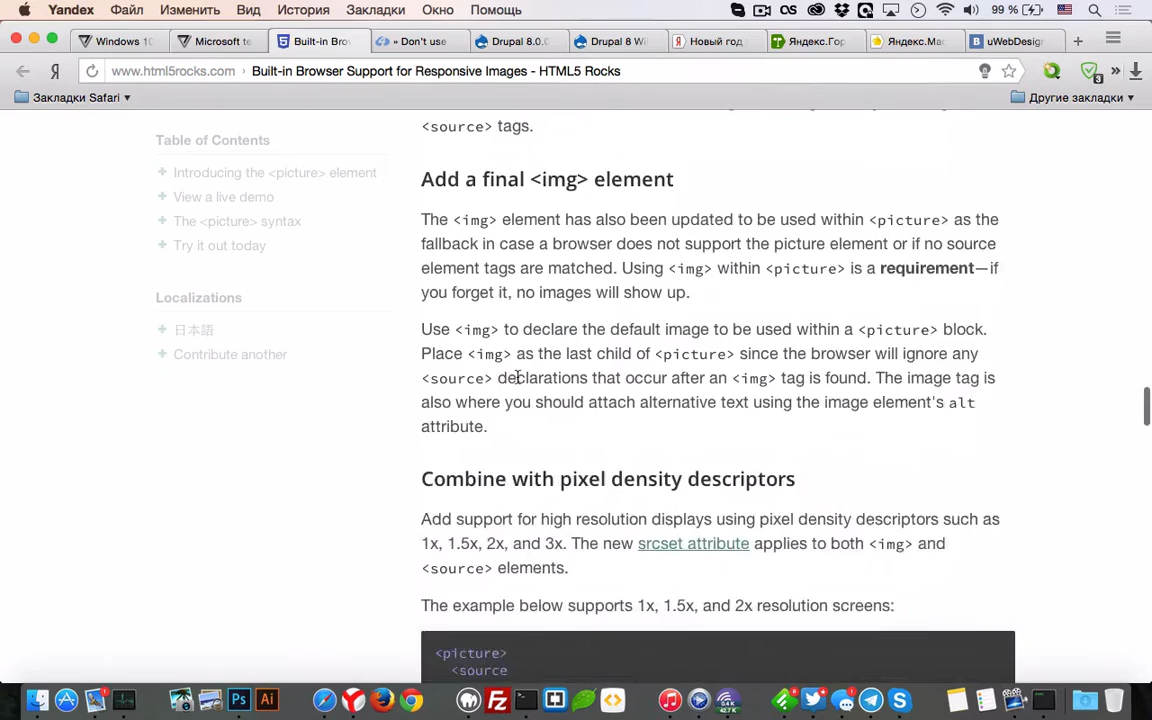 Yandex Файл Изменить Вид История Закладки Окно Помощь 99 %
Windows 10
Microsoft te
Built-in Bro
» Don't use
Drupal 8.0.
Drupal 8 Wi
Новый год
Яндекс.Гор
Яндекс.Мас
uWebDesig
www.html5rocks.com › Built-in Browser Support for Responsive Images - HTML5 Rocks
Закладки Safari
Другие закладки
<source> tags.
Table of Contents
Introducing the <picture> element
View a live demo
The <picture> syntax
Try it out today
Localizations
日本語
Contribute another
Add a final <img> element
The <img> element has also been updated to be used within <picture> as the
fallback in case a browser does not support the picture element or if no source
element tags are matched. Using <img> within <picture> is a requirement—if
you forget it, no images will show up.
Use <img> to declare the default image to be used within a <picture> block.
Place <img> as the last child of <picture> since the browser will ignore any
<source> declarations that occur after an <img> tag is found. The image tag is
also where you should attach alternative text using the image element's alt
attribute.
Combine with pixel density descriptors
Add support for high resolution displays using pixel density descriptors such as
1x, 1.5x, 2x, and 3x. The new srcset attribute applies to both <img> and
<source> elements.
The example below supports 1x, 1.5x, and 2x resolution screens:
<picture>
<source